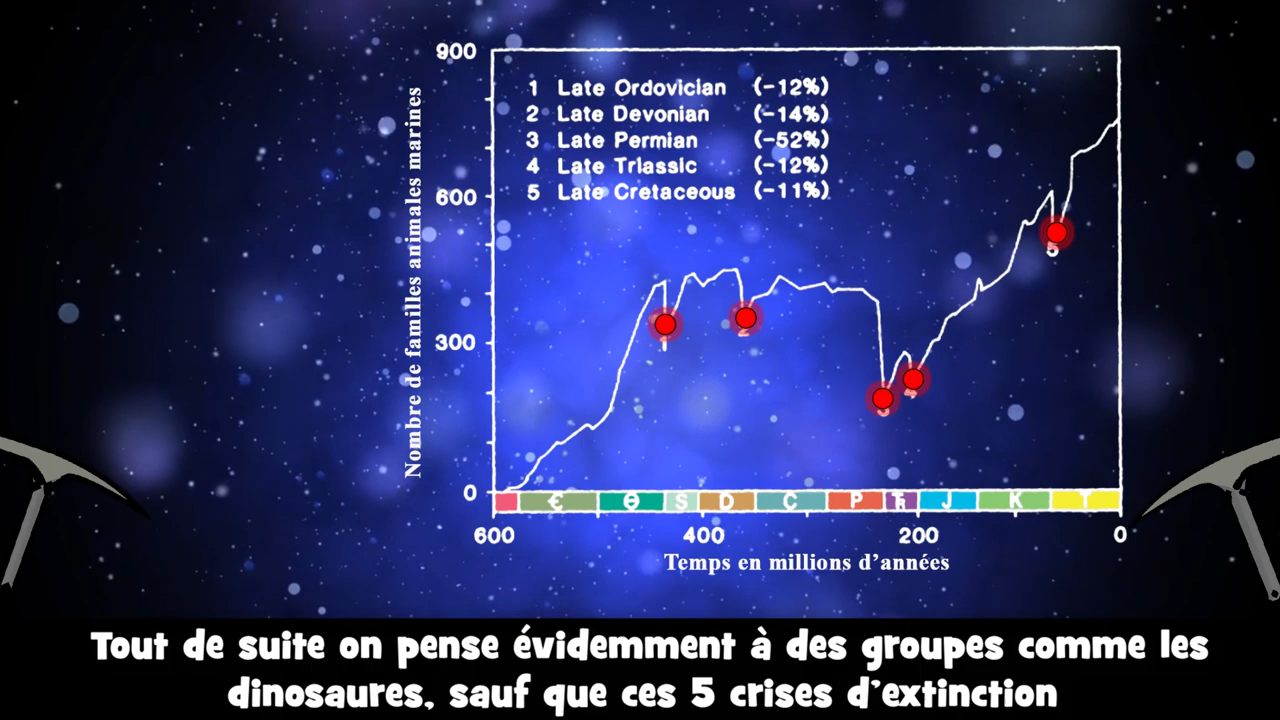 900
1 Late Ordovician (-12%)
2 Late Devonian (-14%)
3 Late Permian (-52%)
4 Late Triassic (-12%)
5 Late Cretaceous (-11%)
Nombre de familles animales marines
600
5
300
0
Є O S D C P Ŧ J K T
600 400 200 0
Temps en millions d'années
Tout de suite on pense évidemment à des groupes comme les
dinosaures, sauf que ces 5 crises d'extinction